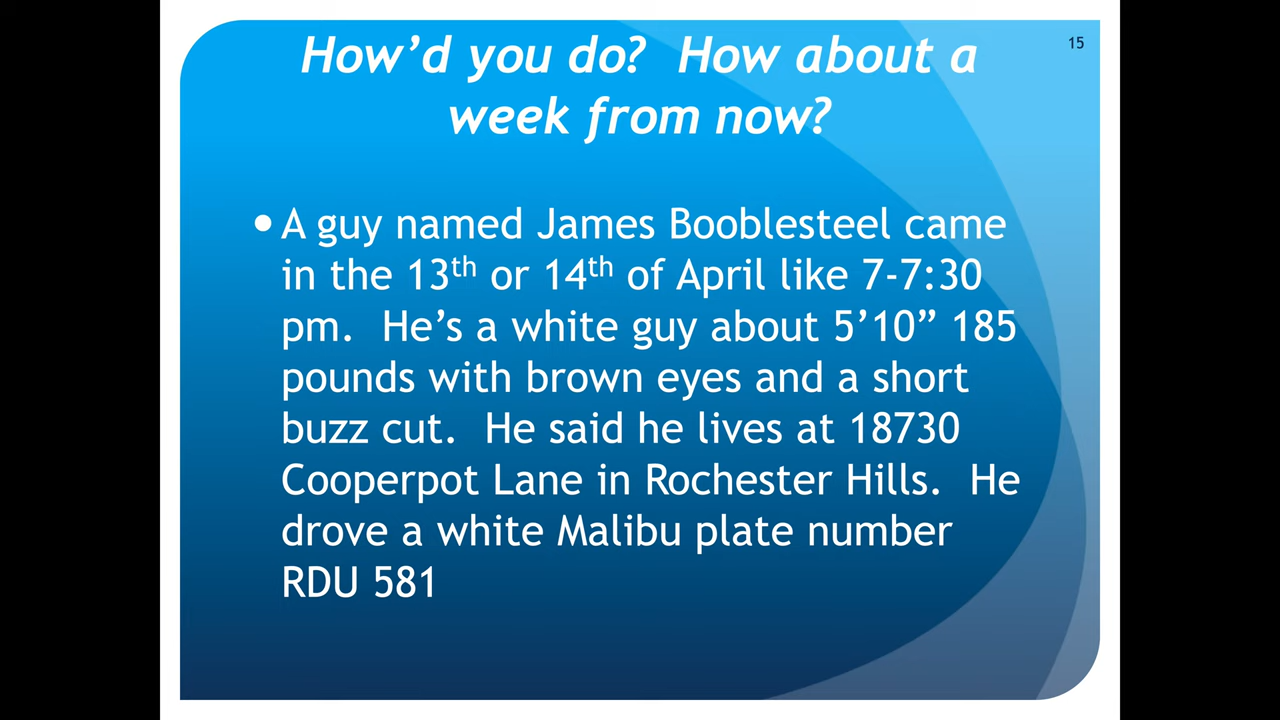 15
How’d you do?  How about a
week from now?
• A guy named James Booblesteel came
in the 13th or 14th of April like 7-7:30
pm.  He’s a white guy about 5’10” 185
pounds with brown eyes and a short
buzz cut.  He said he lives at 18730
Cooperpot Lane in Rochester Hills.  He
drove a white Malibu plate number
RDU 581